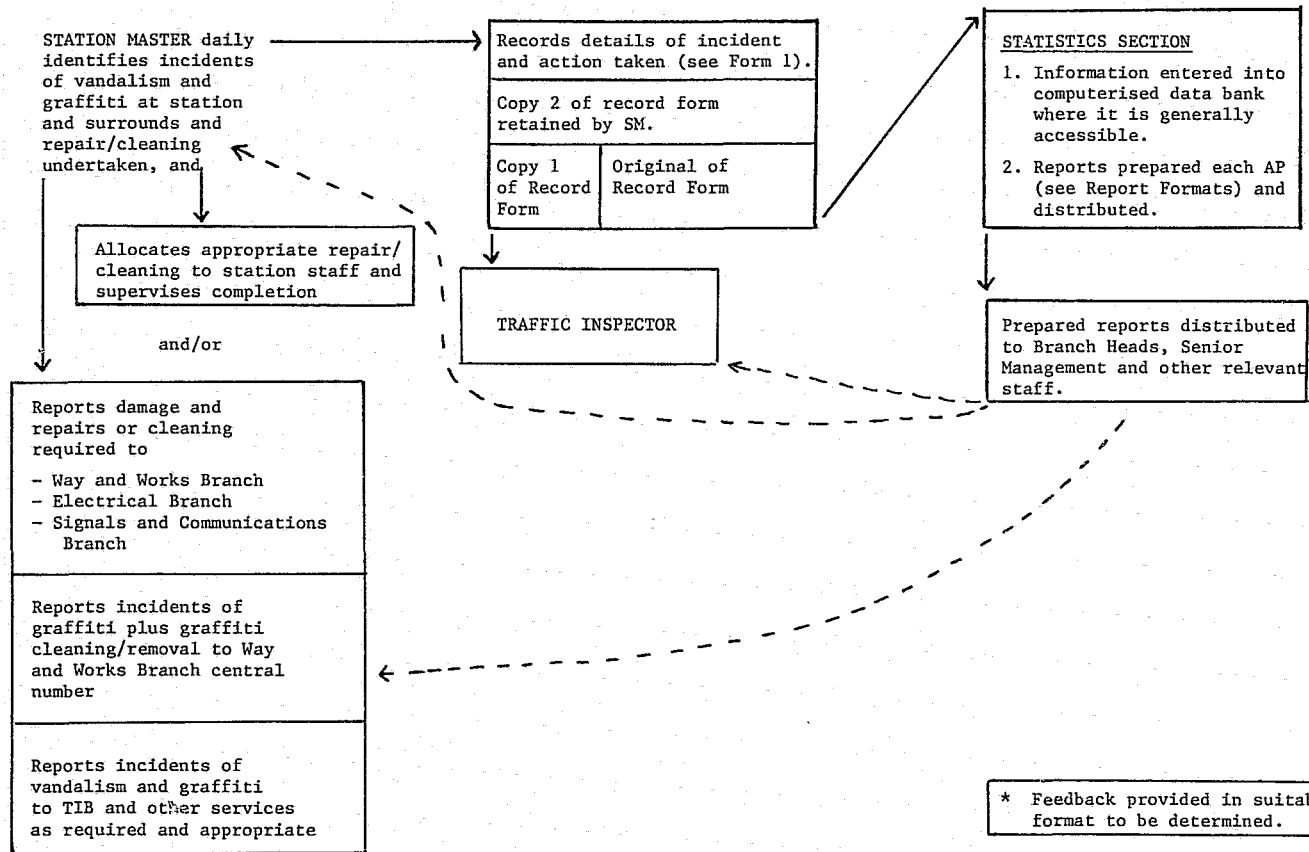 STATION MASTER daily
identifies incidents
of vandalism and
graffiti at station
and surrounds and
repair/cleaning
undertaken, and
Allocates appropriate repair/
cleaning to station staff and
supervises completion
and/or
Reports damage and
repairs or cleaning
required to
- Way and Works Branch
- Electrical Branch
- Signals and Communications
Branch
Reports incidents of
graffiti plus graffiti
cleaning/removal to Way
and Works Branch central
number
Reports incidents of
vandalism and graffiti
to TIB and other services
as required and appropriate
Records details of incident
and action taken (see Form 1).
Copy 2 of record form
retained by SM.
Copy 1
of Record
Form
Original of
Record Form
TRAFFIC INSPECTOR
STATISTICS SECTION
1. Information entered into
computerised data bank
where it is generally
accessible.
2. Reports prepared each AP
(see Report Formats) and
distributed.
Prepared reports distributed
to Branch Heads, Senior
Management and other relevant
staff.
* Feedback provided in suitab
format to be determined.